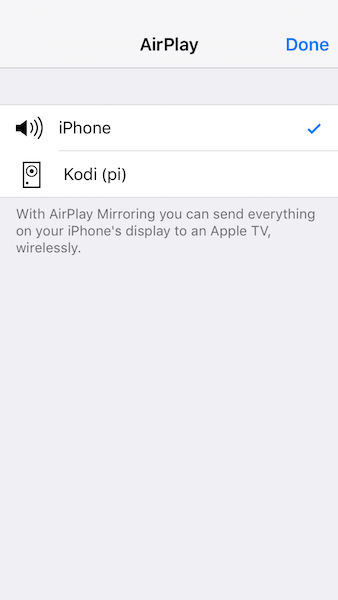 AirPlay Done
iPhone
Kodi (pi)
With AirPlay Mirroring you can send everything
on your iPhone's display to an Apple TV,
wirelessly.